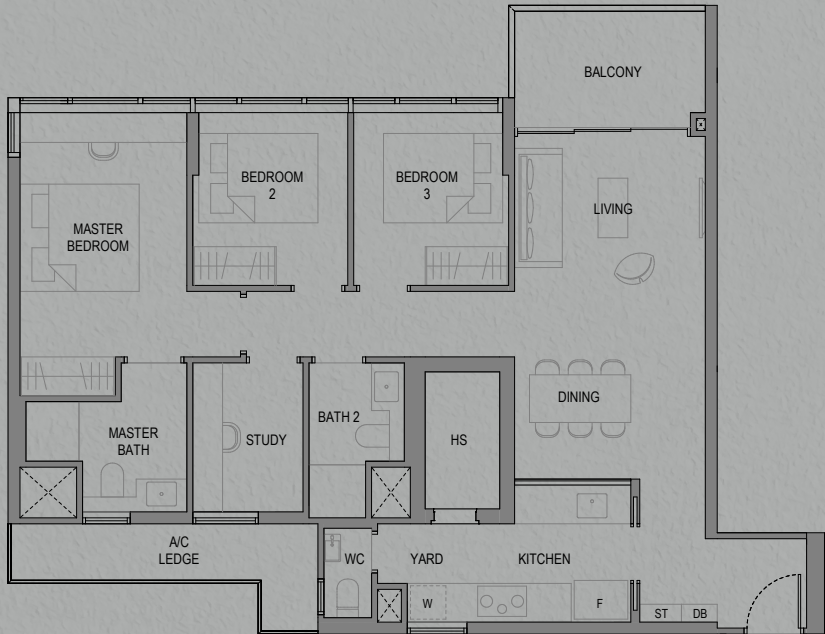 BALCONY
BEDROOM
2
BEDROOM
3
MASTER
BEDROOM
LIVING
DINING
MASTER
BATH
STUDY
BATH 2
HS
A/C
LEDGE
WC
YARD
KITCHEN
W
F
ST
DB